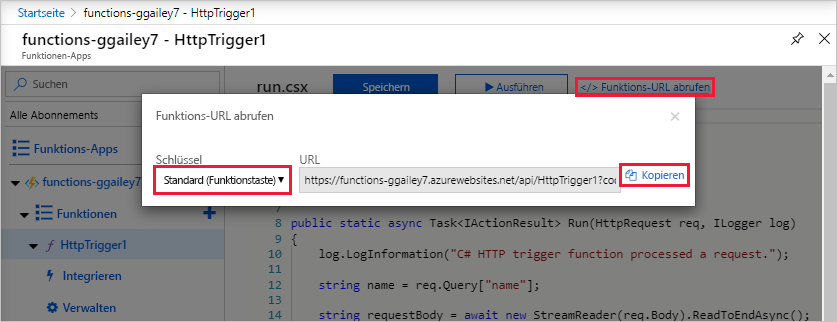 Startseite > functions-ggailey7 - HttpTrigger1
functions-ggailey7 - HttpTrigger1
Funktionen-Apps
Suchen
run.csx
Speichern
Ausführen
</> Funktions-URL abrufen
Alle Abonnements
Funktions-Apps
functions-ggailey7
Funktionen
HttpTrigger1
Integrieren
Verwalten
Funktions-URL abrufen
Schlüssel
URL
Standard (Funktionstaste)
https://functions-ggailey7.azurewebsites.net/api/HttpTrigger1?co
Kopieren
7
8 public static async Task<IActionResult> Run(HttpRequest req, ILogger log)
9 {
10 log.LogInformation("C# HTTP trigger function processed a request.");
11
12 string name = req.Query["name"];
13
14 string requestBody = await new StreamReader(req.Body).ReadToEndAsync();